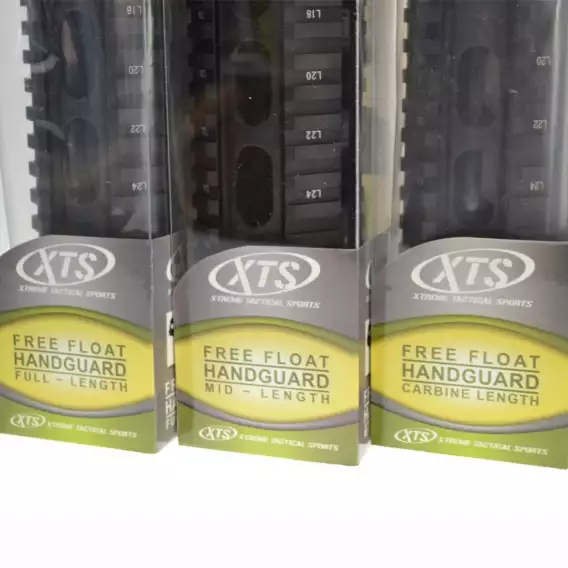 L18
L20
L22
L24
XTS
XTREME TACTICAL SPORTS
FREE FLOAT
HANDGUARD
FULL - LENGTH
XTS XTREME TACTICAL SPORTS
L18
L20
L22
L24
XTS
XTREME TACTICAL SPORTS
FREE FLOAT
HANDGUARD
MID - LENGTH
XTS XTREME TACTICAL SPORTS
L20
L22
L24
XTS
XTREME TACTICAL SPORTS
FREE FLOAT
HANDGUARD
CARBINE LENGTH
XTS XTREME TACTICAL SPORTS